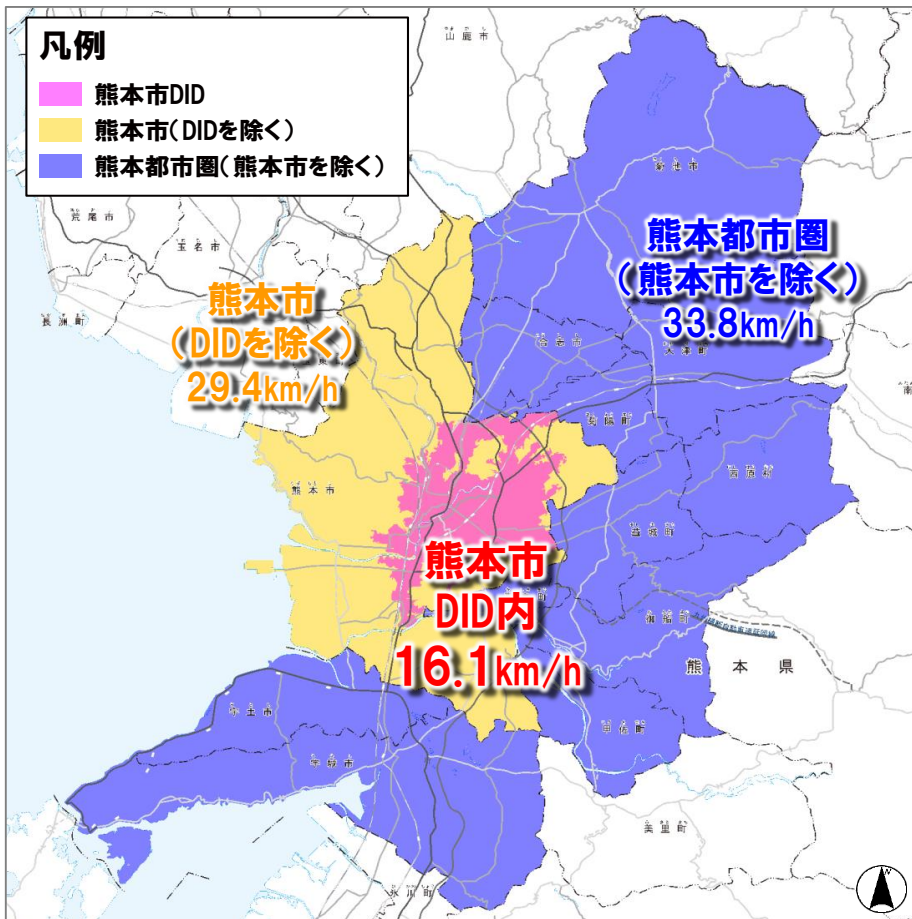 凡例
熊本市DID
熊本市(DIDを除く)
熊本都市圏(熊本市を除く)
山鹿市
菊池市
荒尾市
玉名市
長洲町
熊本都市圏
(熊本市を除く)
33.8km/h
熊本市
(DIDを除く)
29.4km/h
合志市
大津町
南
菊陽町
西原村
熊本市
益城町
熊本市
DID内
16.1km/h
町
御船町
熊本県
宇土市
甲佐町
宇城市
美里町
氷川町
N